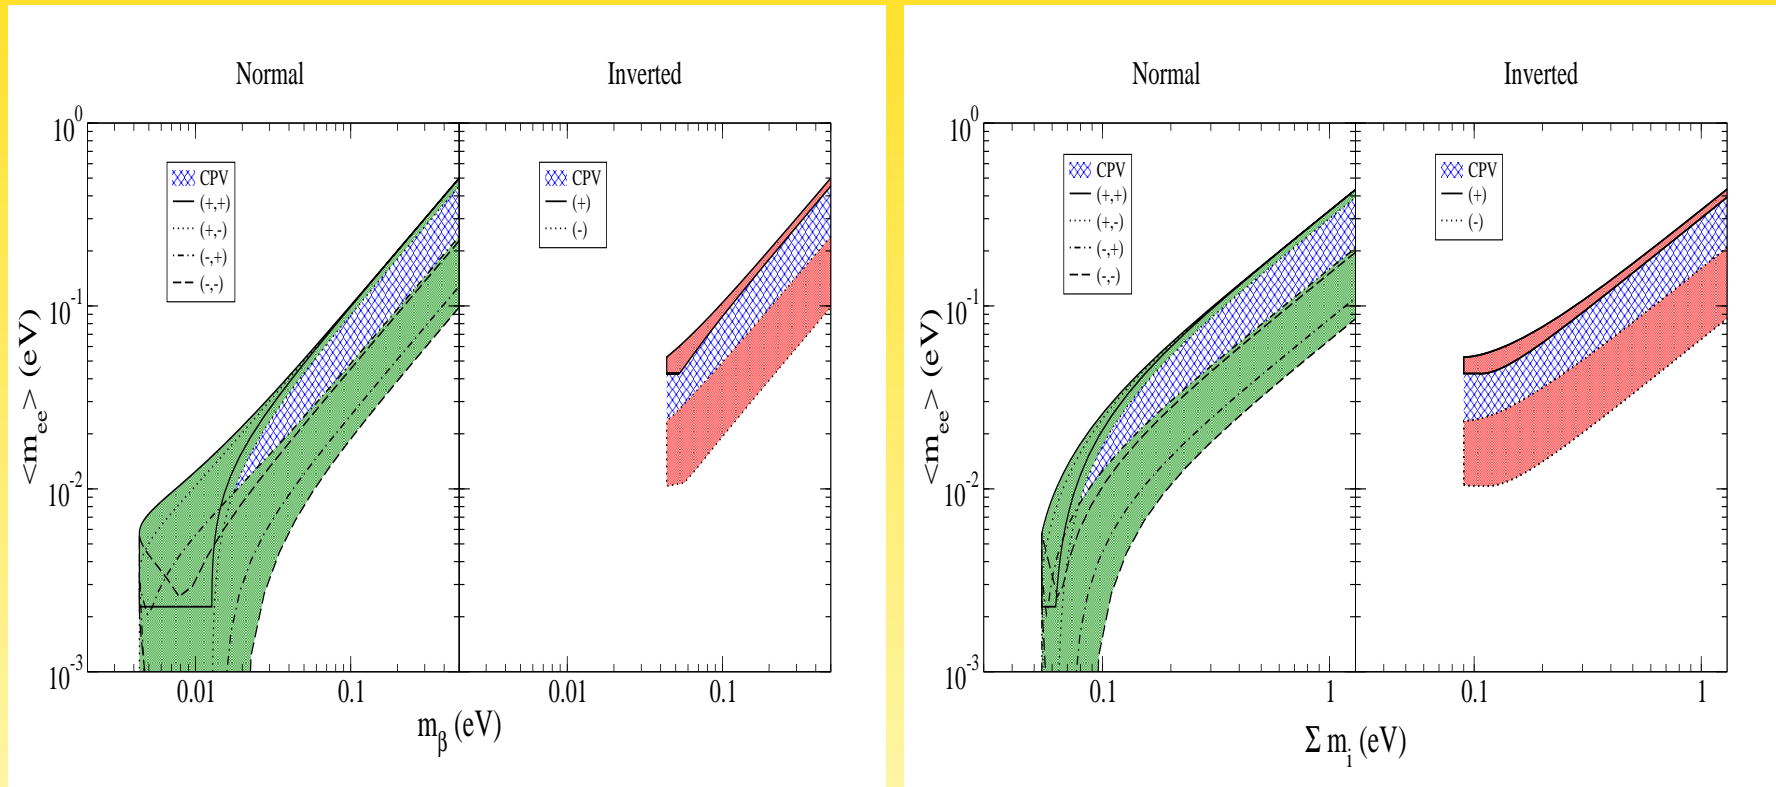 Normal Inverted
10^0
10^-1
10^-2
10^-3
<m_ee> (eV)
CPV
(+,+)
(+,-)
(-,+)
(-,-)
CPV
(+)
(-)
0.01 0.1 0.01 0.1
m_β (eV)
Normal Inverted
10^0
10^-1
10^-2
10^-3
<m_ee> (eV)
CPV
(+,+)
(+,-)
(-,+)
(-,-)
CPV
(+)
(-)
0.1 1 0.1 1
Σ m_i (eV)